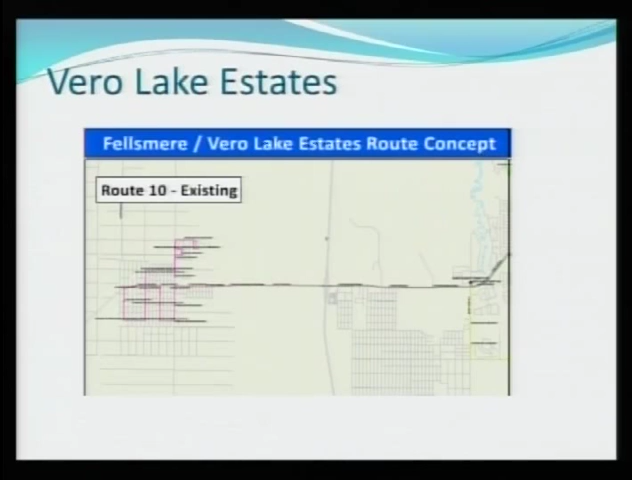 Vero Lake Estates
Fellsmere / Vero Lake Estates Route Concept
Route 10 - Existing